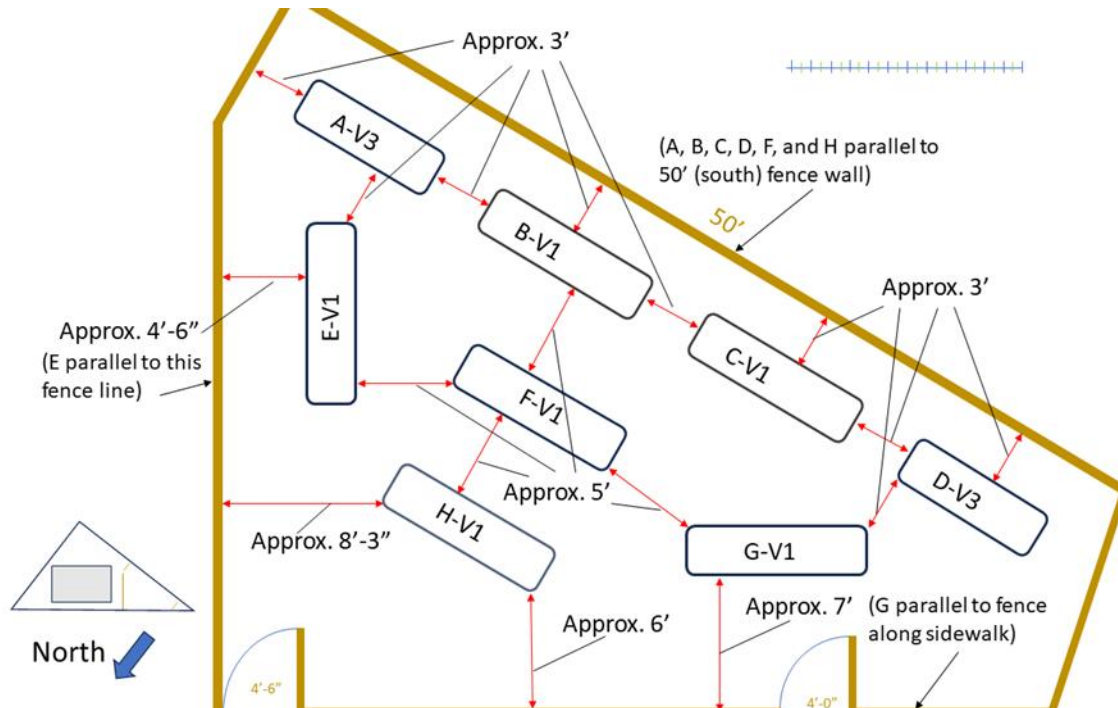 Approx. 3’
A-V3
(A, B, C, D, F, and H parallel to
50’ (south) fence wall)
50’
B-V1
Approx. 3’
E-V1
Approx. 4’-6”
(E parallel to this
fence line)
C-V1
F-V1
D-V3
Approx. 5’
H-V1
Approx. 8’-3”
G-V1
Approx. 7’
(G parallel to fence
along sidewalk)
Approx. 6’
North
4’-6”
4’-0”